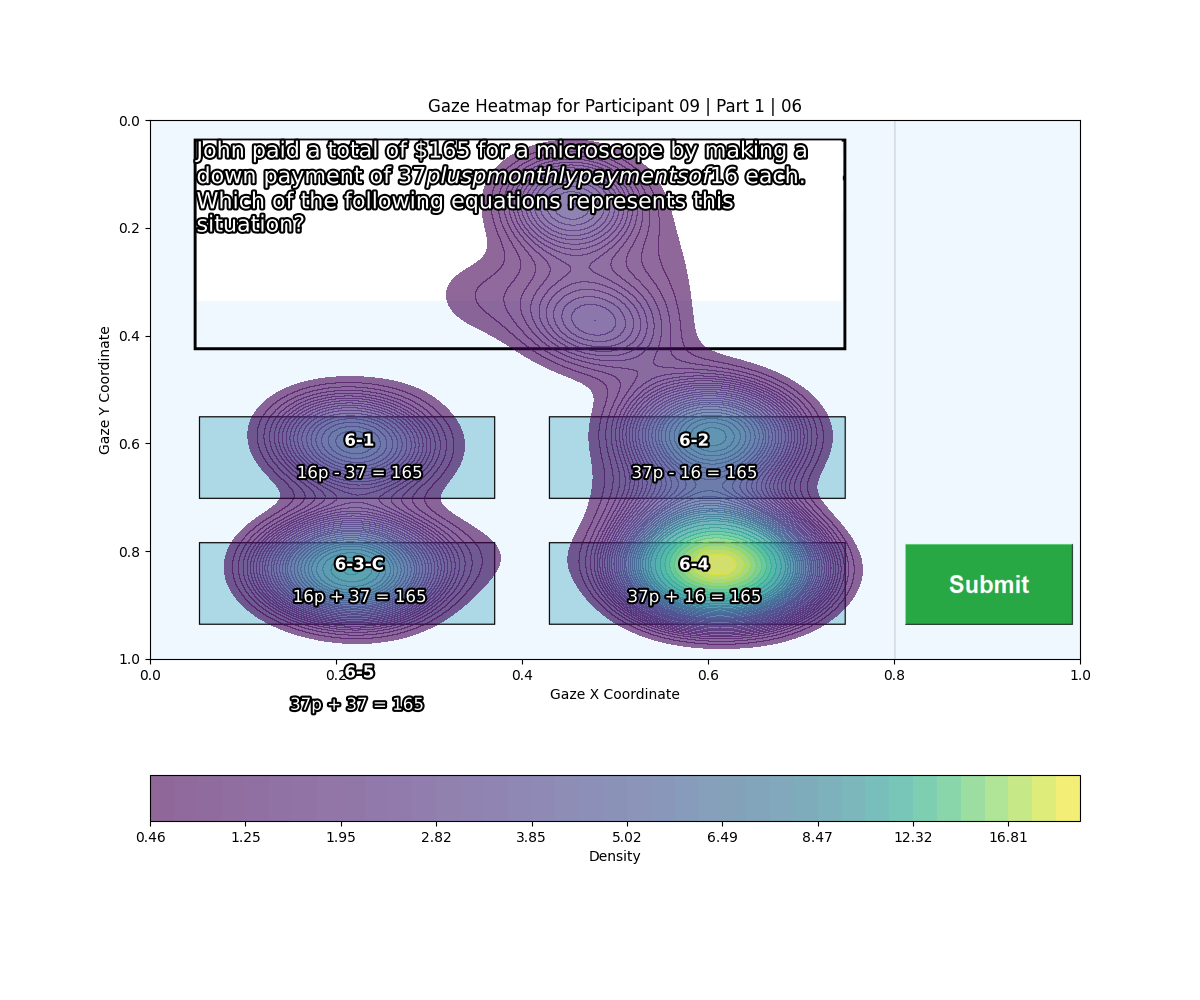 Gaze Heatmap for Participant 09 | Part 1 | 06
0.0
0.2
0.4
0.6
0.8
1.0
Gaze Y Coordinate
John paid a total of $165 for a microscope by making a
down payment of 37pluspmonthlypaymentsof16 each.
Which of the following equations represents this
situation?
6-1
16p - 37 = 165
6-2
37p - 16 = 165
6-3-C
16p + 37 = 165
6-4
37p + 16 = 165
Submit
0.0 0.2 0.4 0.6 0.8 1.0
6-5
37p + 37 = 165
Gaze X Coordinate
0.46 1.25 1.95 2.82 3.85 5.02 6.49 8.47 12.32 16.81
Density